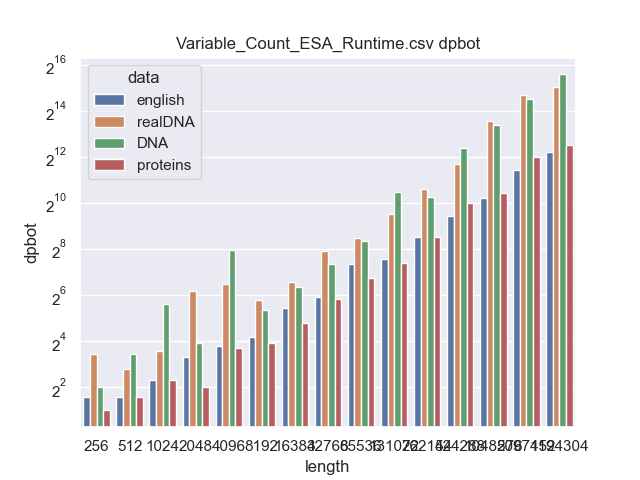 Variable_Count_ESA_Runtime.csv dpbot
data
english
realDNA
DNA
proteins
dpbot
2^16
2^14
2^12
2^10
2^8
2^6
2^4
2^2
256 512 1024 2048 4096 8192 16384 32768 65536 131072 262144 524288 1048576 2097152 4194304
length